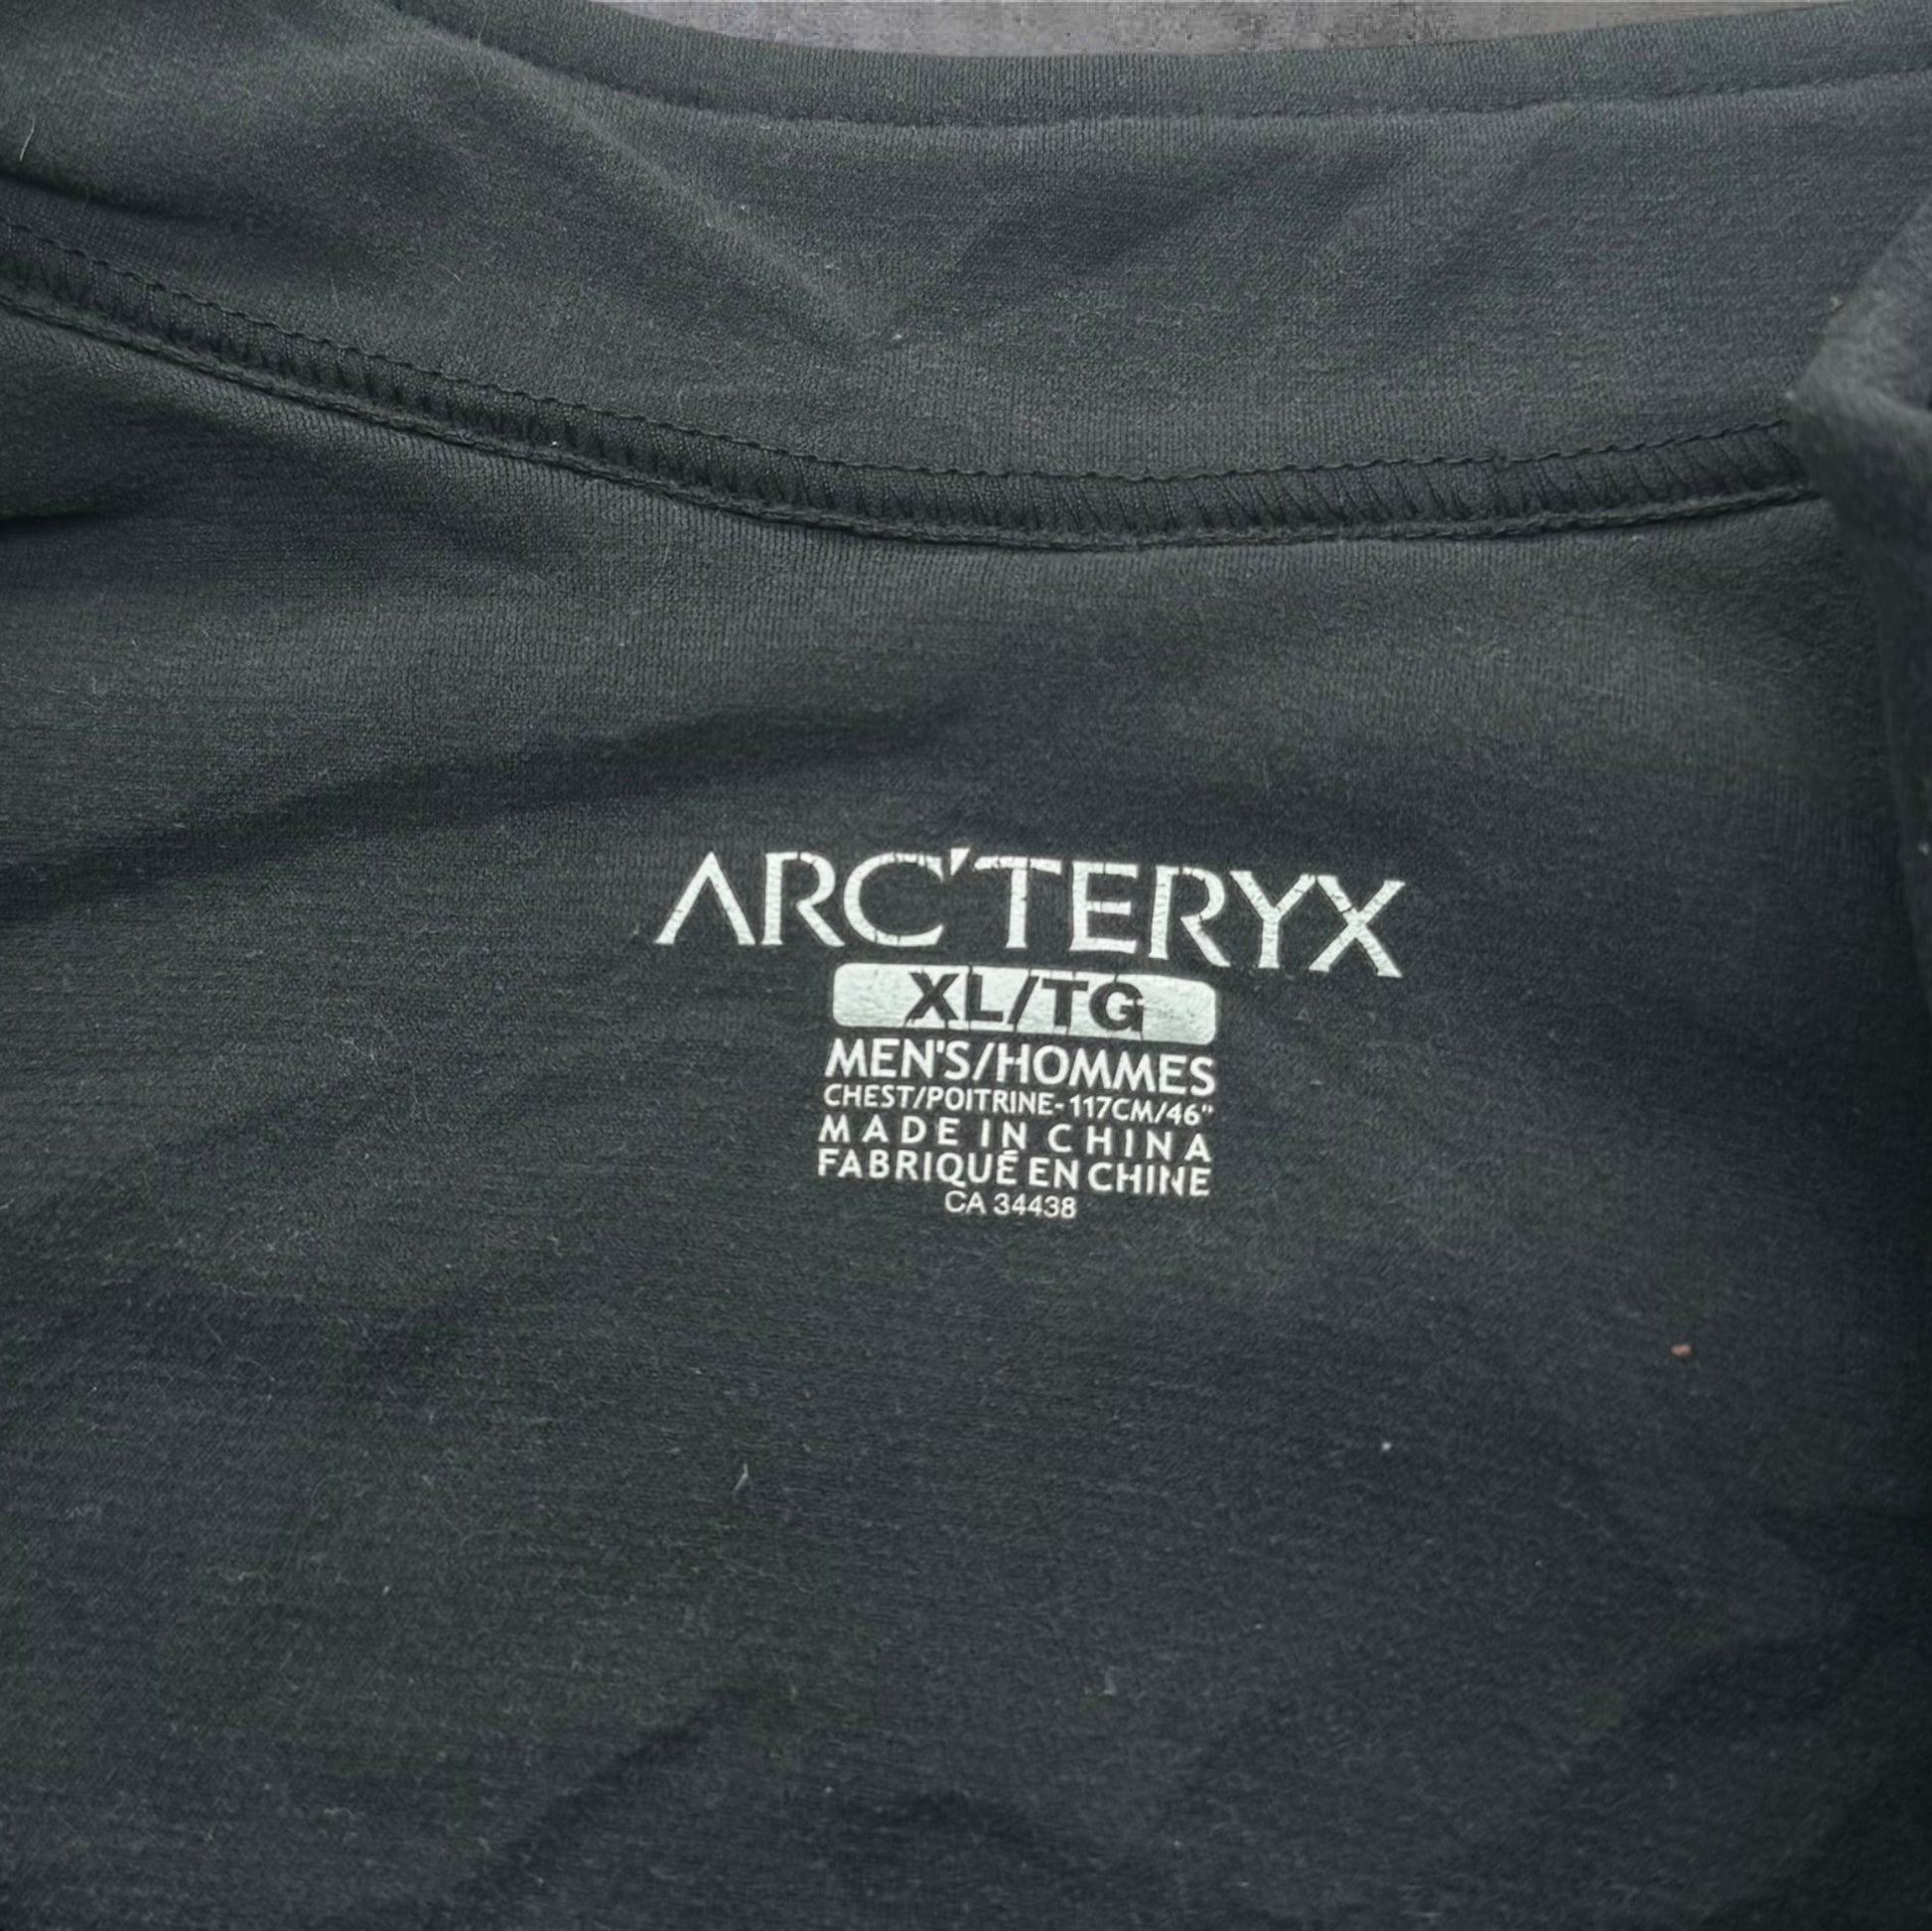 ARC'TERYX
XL/TG
MEN'S/HOMMES
CHEST/POITRINE-117CM/46"
MADE IN CHINA
FABRIQUÉ EN CHINE
CA 34438